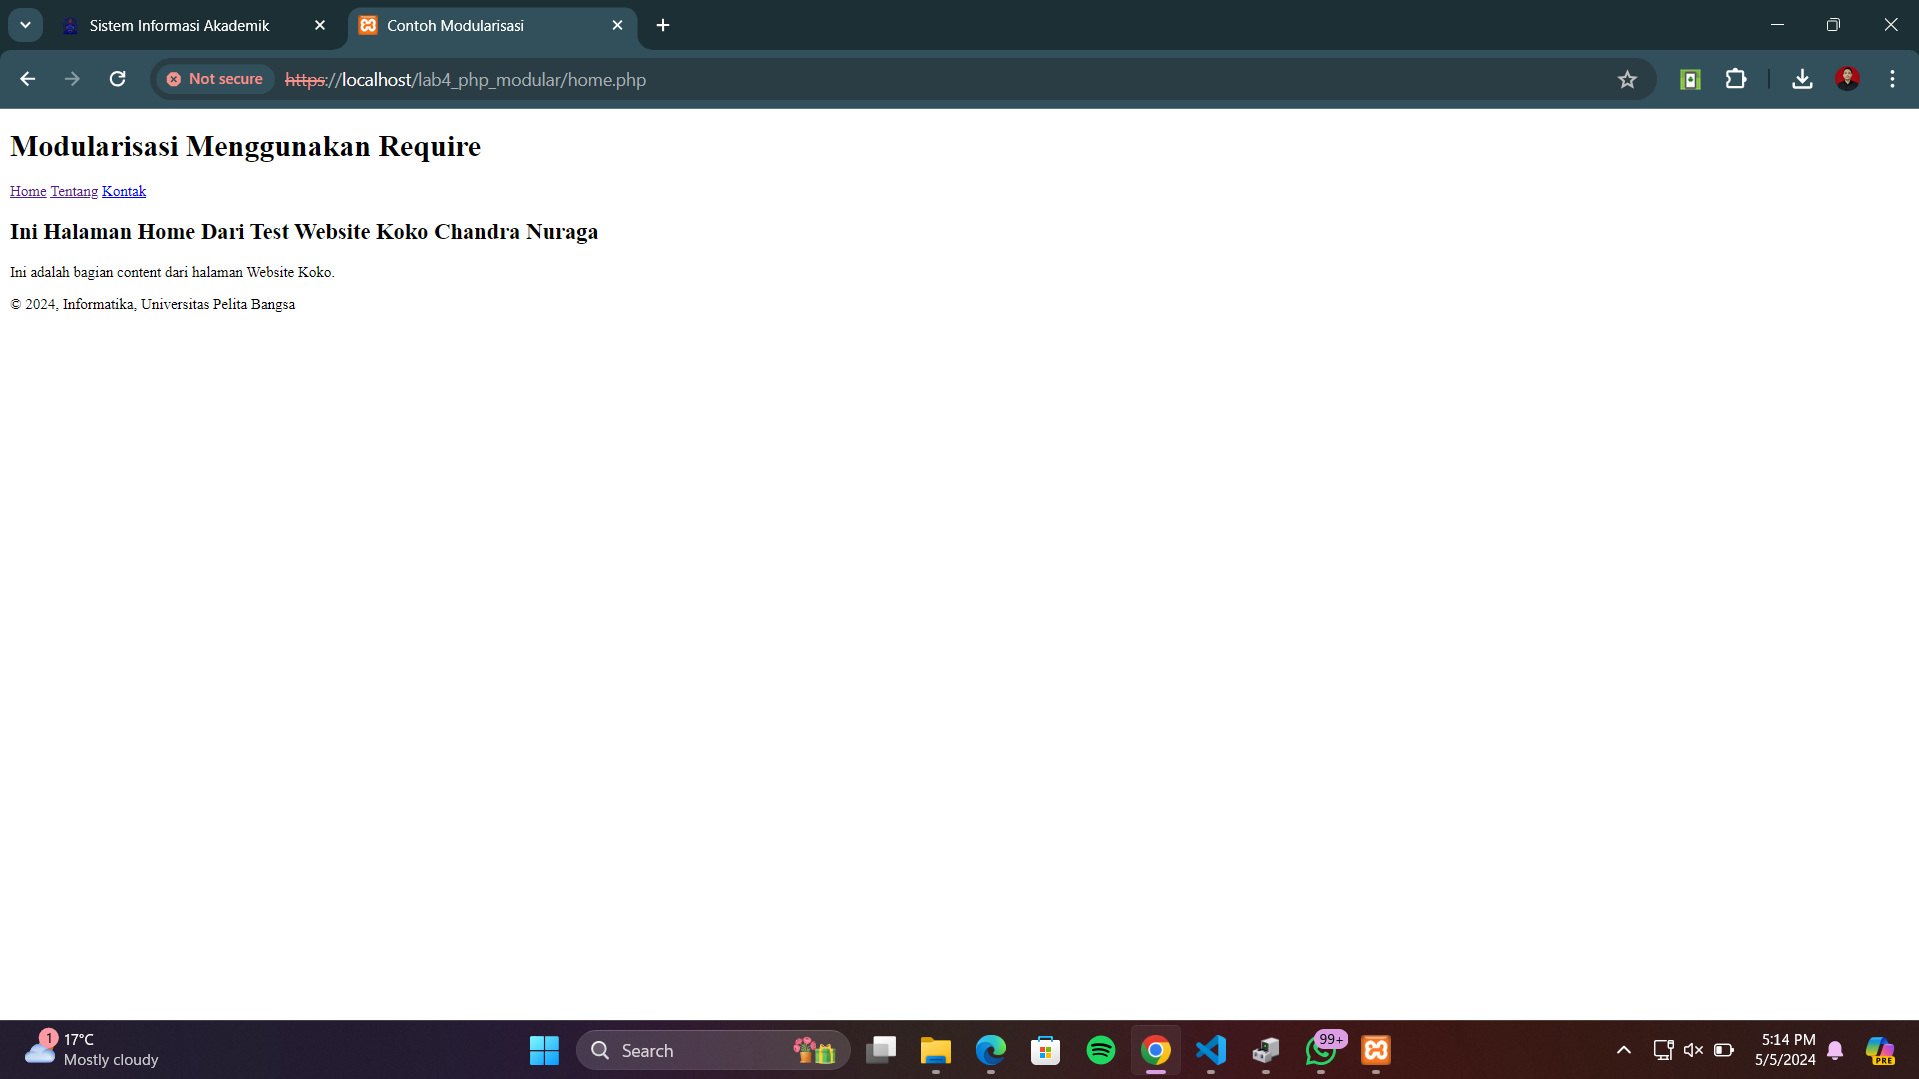 Sistem Informasi Akademik
Contoh Modularisasi
Not secure
https://localhost/lab4_php_modular/home.php
Modularisasi Menggunakan Require
Home Tentang Kontak
Ini Halaman Home Dari Test Website Koko Chandra Nuraga
Ini adalah bagian content dari halaman Website Koko.
© 2024, Informatika, Universitas Pelita Bangsa
1
17°C
Mostly cloudy
Search
99+
5:14 PM
5/5/2024
PRE